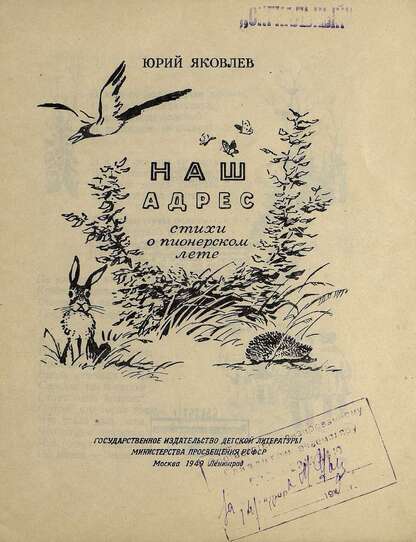 ЮРИЙ ЯКОВЛЕВ
НАШ
АДРЕС
стихи
о пионерском
лете
ГОСУДАРСТВЕННОЕ ИЗДАТЕЛЬСТВО ДЕТСКОЙ ЛИТЕРАТУРЫ
МИНИСТЕРСТВА ПРОСВЕЩЕНИЯ РСФСР
Москва 1949 Ленинград